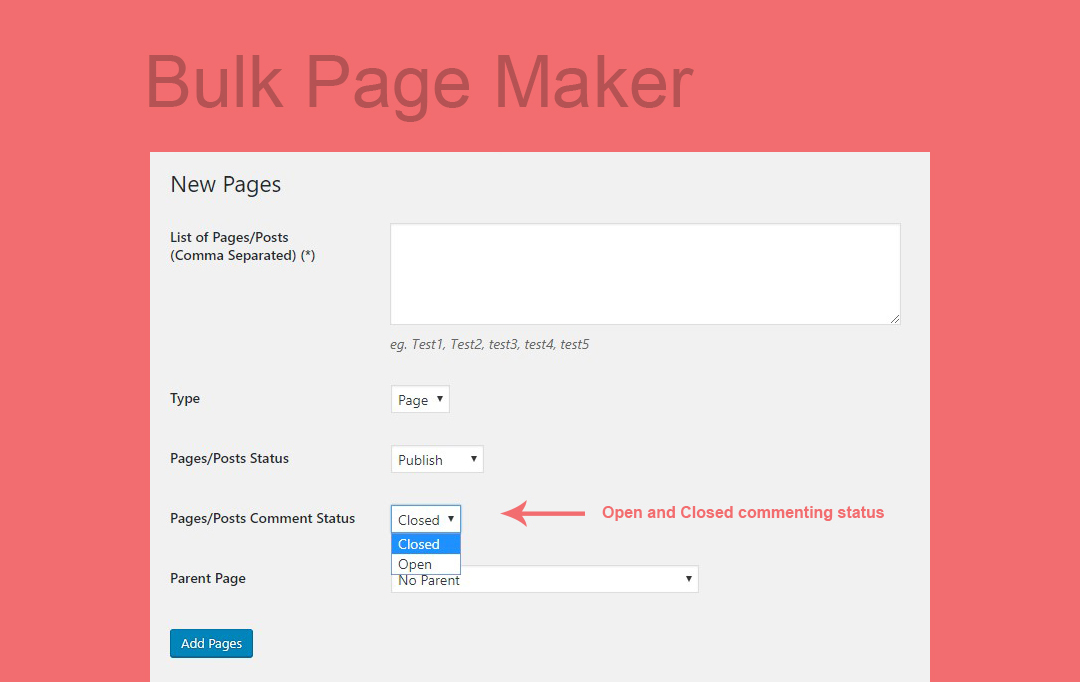 Bulk Page Maker
New Pages
List of Pages/Posts
(Comma Separated) (*)
eg. Test1, Test2, test3, test4, test5
Type
Page
Pages/Posts Status
Publish
Pages/Posts Comment Status
Closed
Open and Closed commenting status
Closed
Open
Parent Page
No Parent
Add Pages